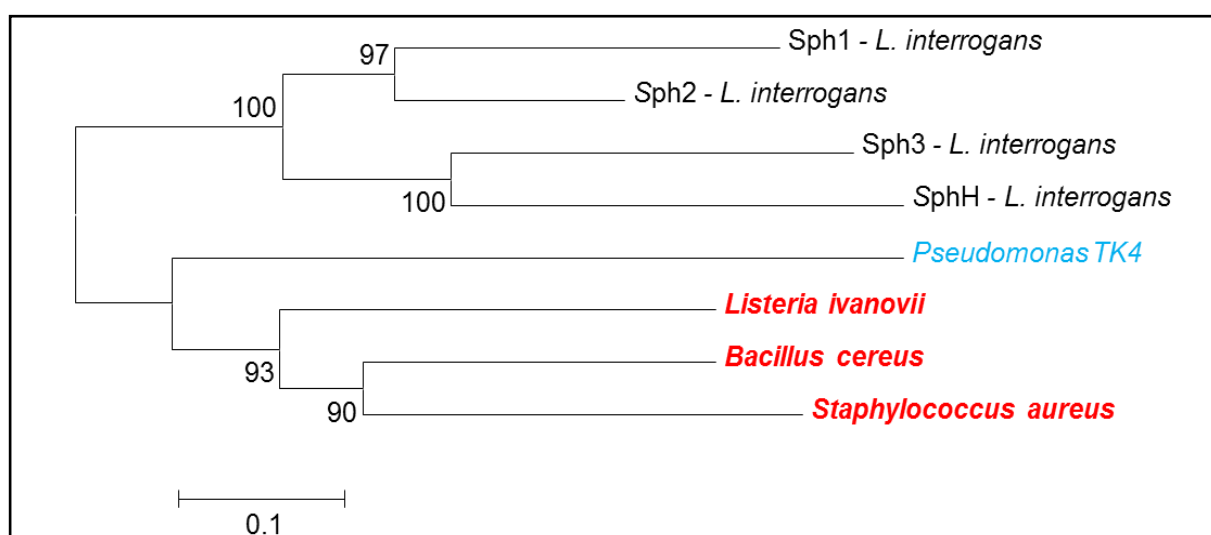 Sph1 - L. interrogans
97
Sph2 - L. interrogans
100
Sph3 - L. interrogans
SphH - L. interrogans
100
Pseudomonas TK4
Listeria ivanovii
Bacillus cereus
93
Staphylococcus aureus
90
0.1